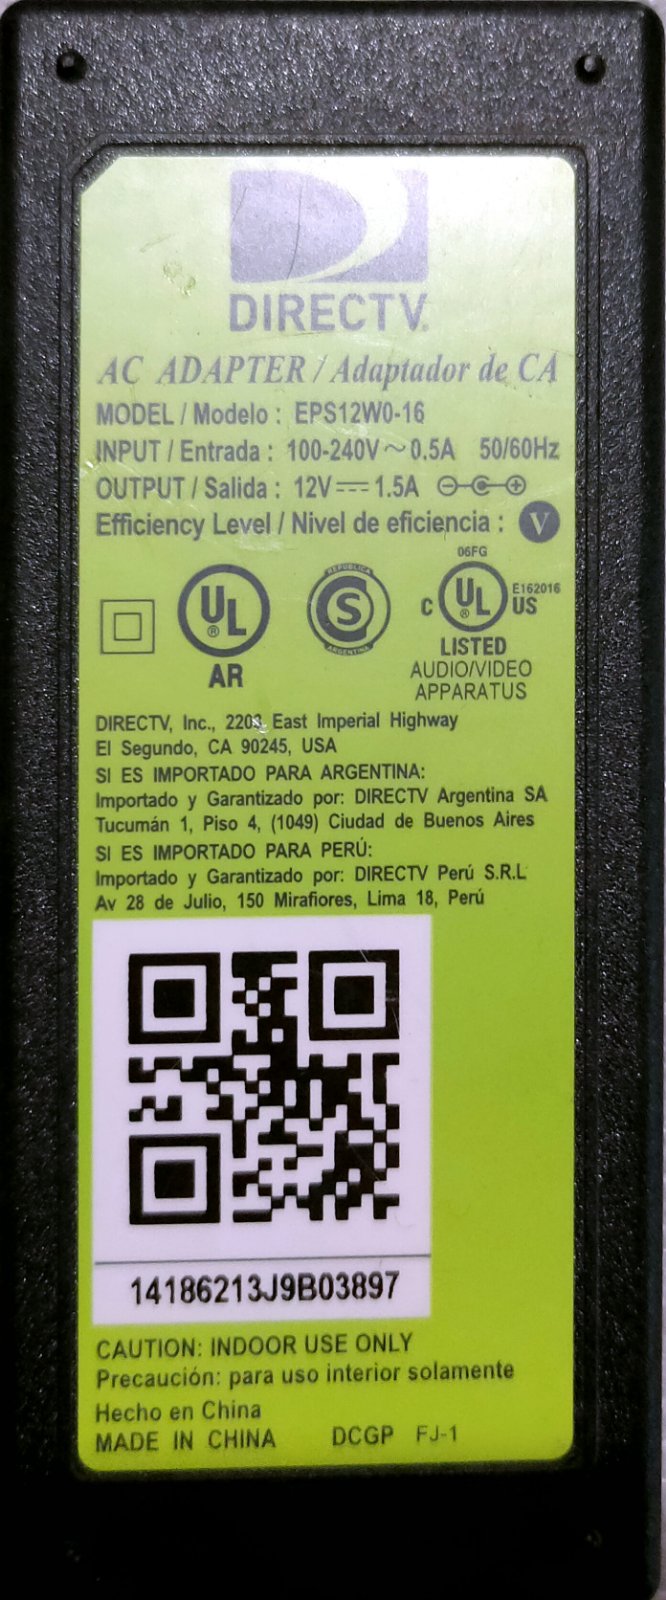 DIRECTV®
AC ADAPTER / Adaptador de CA
MODEL / Modelo : EPS12W0-16
INPUT / Entrada : 100-240V ~ 0.5A 50/60Hz
OUTPUT / Salida : 12V ⎓ 1.5A
Efficiency Level / Nivel de eficiencia : V
UL ®
AR
REPUBLICA
S
ARGENTINA
06FG
C UL ® US
E162016
LISTED
AUDIO/VIDEO
APPARATUS
DIRECTV, Inc., 2208, East Imperial Highway
El Segundo, CA 90245, USA
SI ES IMPORTADO PARA ARGENTINA:
Importado y Garantizado por: DIRECTV Argentina SA
Tucumán 1, Piso 4, (1049) Ciudad de Buenos Aires
SI ES IMPORTADO PARA PERÚ:
Importado y Garantizado por: DIRECTV Perú S.R.L
Av 28 de Julio, 150 Mirafiores, Lima 18, Perú
14186213J9B03897
CAUTION: INDOOR USE ONLY
Precaución: para uso interior solamente
Hecho en China
MADE IN CHINA DCGP FJ-1